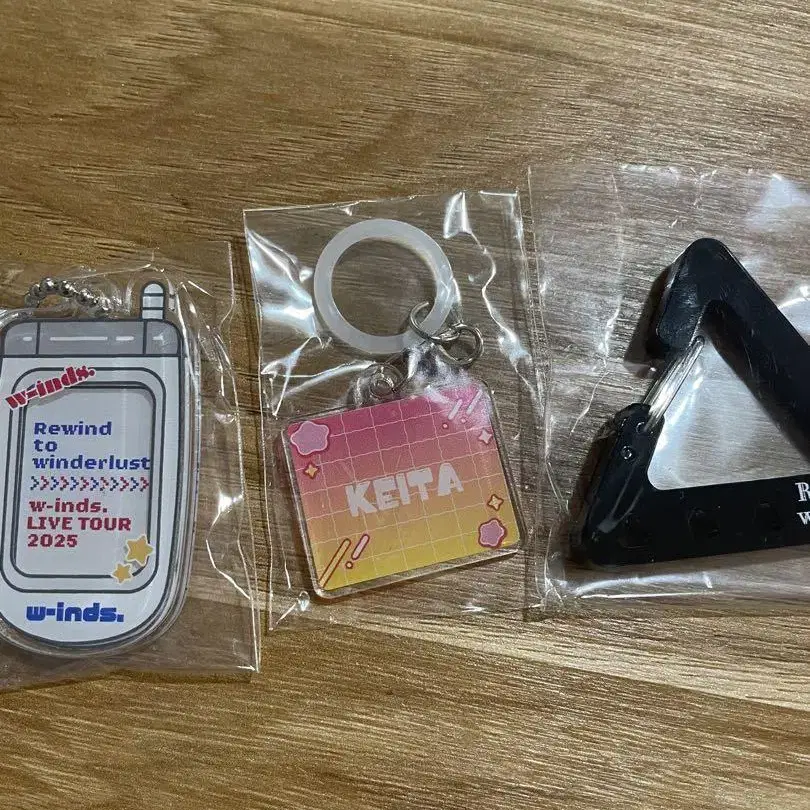 w-inds.
Rewind
to
winderlust
>>>>>>>>>>>>
w-inds.
LIVE TOUR
2025
w-inds.
KEITA